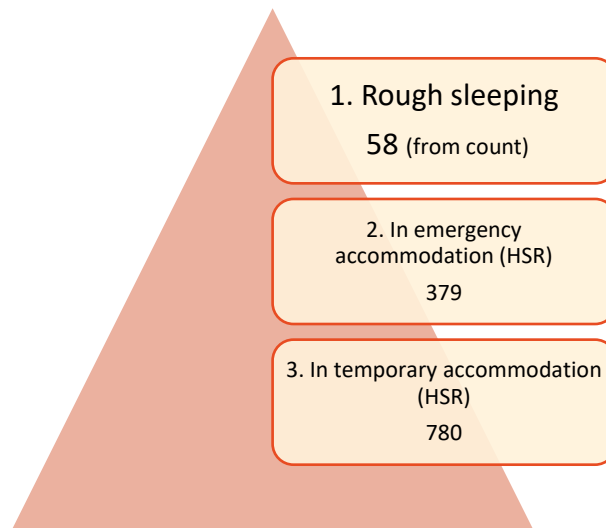 1. Rough sleeping
58 (from count)
2. In emergency
accommodation (HSR)
379
3. In temporary accommodation
(HSR)
780